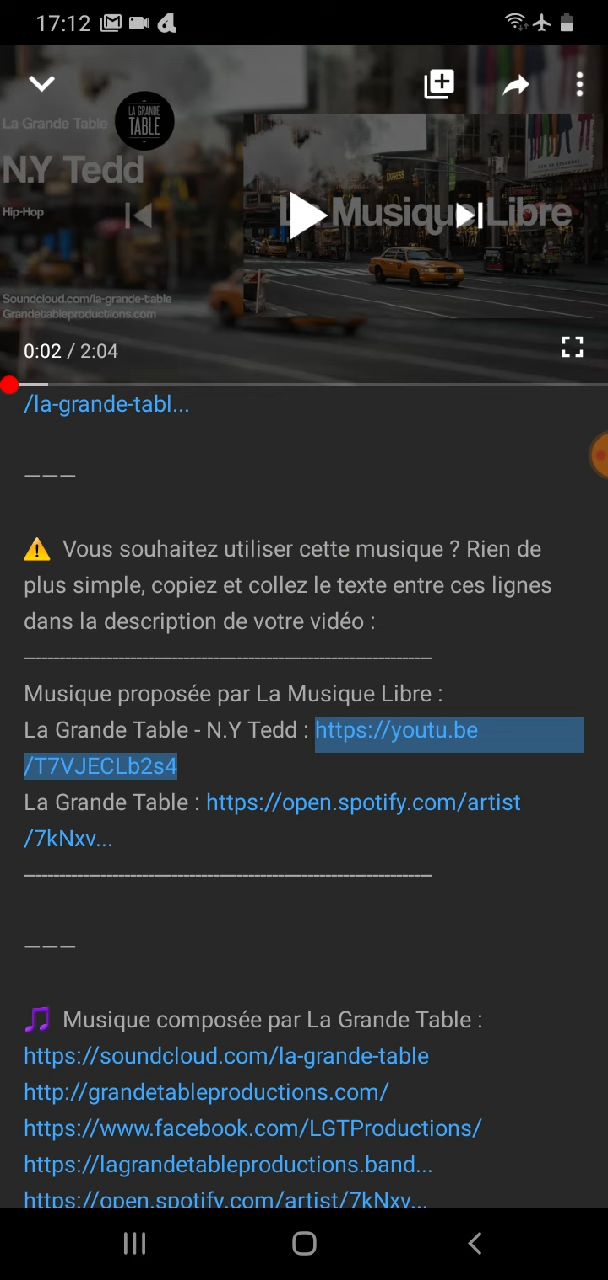 17:12
La Grande Table
LA GRANDE
TABLE
N.Y Tedd
La Musique Libre
Hip-Hop
Soundcloud.com/la-grande-table
Grandetableproductions.com
0:02 / 2:04
/la-grande-tabl...
———
⚠️ Vous souhaitez utiliser cette musique ? Rien de
plus simple, copiez et collez le texte entre ces lignes
dans la description de votre vidéo :
Musique proposée par La Musique Libre :
La Grande Table - N.Y Tedd : https://youtu.be
/T7VJECLb2s4
La Grande Table : https://open.spotify.com/artist
/7kNxv...
———
🎵 Musique composée par La Grande Table :
https://soundcloud.com/la-grande-table
http://grandetableproductions.com/
https://www.facebook.com/LGTProductions/
https://lagrandetableproductions.band...
https://open.spotify.com/artist/7kNxv...